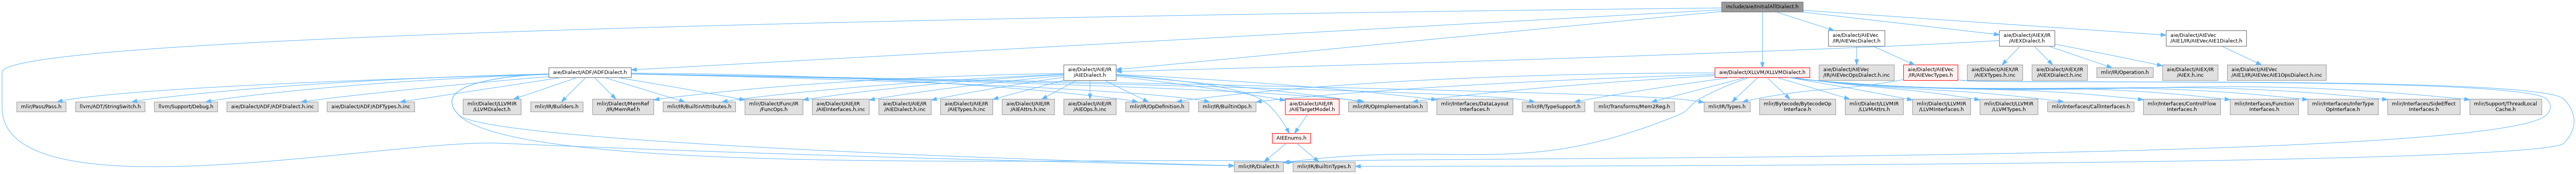 include/aie/InitialAllDialect.h
aie/Dialect/AIEVec
/IR/AIEVecDialect.h
aie/Dialect/AIEX/IR
/AIEXDialect.h
aie/Dialect/AIEVec
/AIE1/IR/AIEVecAIE1Dialect.h
aie/Dialect/ADF/ADFDialect.h
aie/Dialect/AIE/IR
/AIEDialect.h
aie/Dialect/XLLVM/XLLVMDialect.h
aie/Dialect/AIEVec
/IR/AIEVecOpsDialect.h.inc
aie/Dialect/AIEVec
/IR/AIEVecTypes.h
aie/Dialect/AIEX/IR
/AIEXTypes.h.inc
aie/Dialect/AIEX/IR
/AIEXDialect.h.inc
mlir/IR/Operation.h
aie/Dialect/AIEX/IR
/AIEX.h.inc
aie/Dialect/AIEVec
/AIE1/IR/AIEVecAIE1OpsDialect.h.inc
mlir/Pass/Pass.h
llvm/ADT/StringSwitch.h
llvm/Support/Debug.h
aie/Dialect/ADF/ADFDialect.h.inc
aie/Dialect/ADF/ADFTypes.h.inc
mlir/Dialect/LLVMIR
/LLVMDialect.h
mlir/IR/Builders.h
mlir/Dialect/MemRef
/IR/MemRef.h
mlir/IR/BuiltinAttributes.h
mlir/Dialect/Func/IR
/FuncOps.h
aie/Dialect/AIE/IR
/AIEInterfaces.h.inc
aie/Dialect/AIE/IR
/AIEDialect.h.inc
aie/Dialect/AIE/IR
/AIETypes.h.inc
aie/Dialect/AIE/IR
/AIEAttrs.h.inc
aie/Dialect/AIE/IR
/AIEOps.h.inc
mlir/IR/OpDefinition.h
mlir/IR/BuiltinOps.h
aie/Dialect/AIE/IR
/AIETargetModel.h
mlir/IR/OpImplementation.h
mlir/Interfaces/DataLayout
Interfaces.h
mlir/IR/TypeSupport.h
mlir/Transforms/Mem2Reg.h
mlir/IR/Types.h
mlir/Bytecode/BytecodeOp
Interface.h
mlir/Dialect/LLVMIR
/LLVMAttrs.h
mlir/Dialect/LLVMIR
/LLVMInterfaces.h
mlir/Dialect/LLVMIR
/LLVMTypes.h
mlir/Interfaces/CallInterfaces.h
mlir/Interfaces/ControlFlow
Interfaces.h
mlir/Interfaces/Function
Interfaces.h
mlir/Interfaces/InferType
OpInterface.h
mlir/Interfaces/SideEffect
Interfaces.h
mlir/Support/ThreadLocal
Cache.h
AIEEnums.h
mlir/IR/Dialect.h
mlir/IR/BuiltinTypes.h